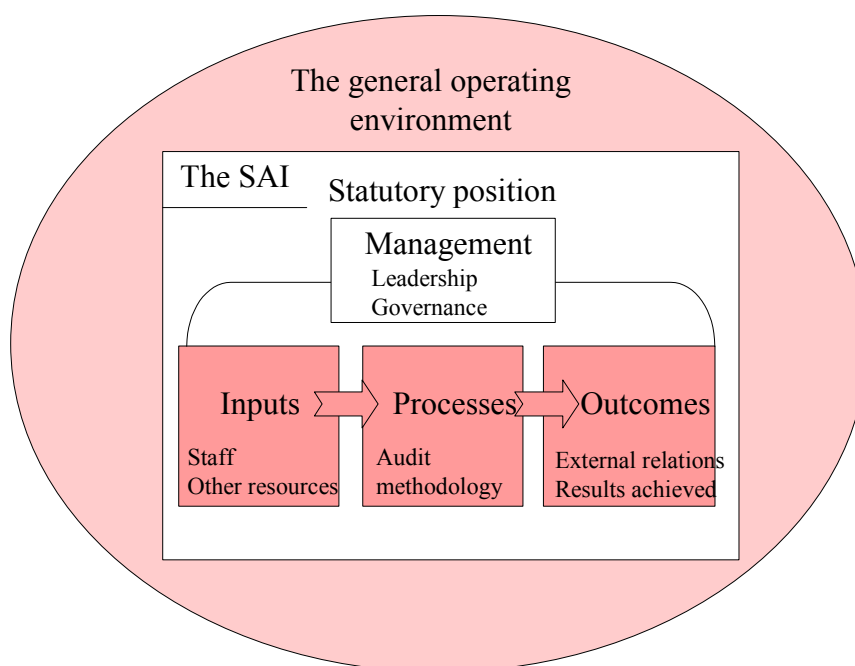 The general operating
environment
The SAI
Statutory position
Management
Leadership
Governance
Inputs
Staff
Other resources
Processes
Audit
methodology
Outcomes
External relations
Results achieved